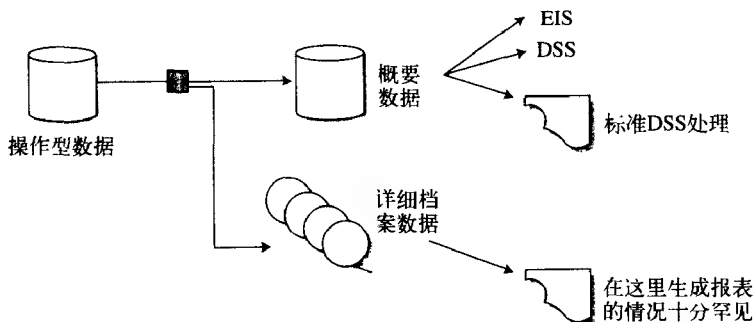 EIS
DSS
概要
数据
操作型数据
标准DSS处理
详细档
案数据
在这里生成报表
的情况十分罕见